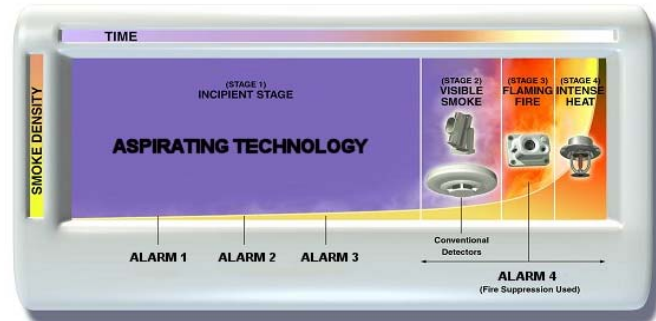 TIME
SMOKE DENSITY
(STAGE 1)
INCIPIENT STAGE
ASPIRATING TECHNOLOGY
(STAGE 2)
VISIBLE
SMOKE
(STAGE 3)
FLAMING
FIRE
(STAGE 4)
INTENSE
HEAT
ALARM 1
ALARM 2
ALARM 3
Conventional
Detectors
ALARM 4
(Fire Suppression Used)